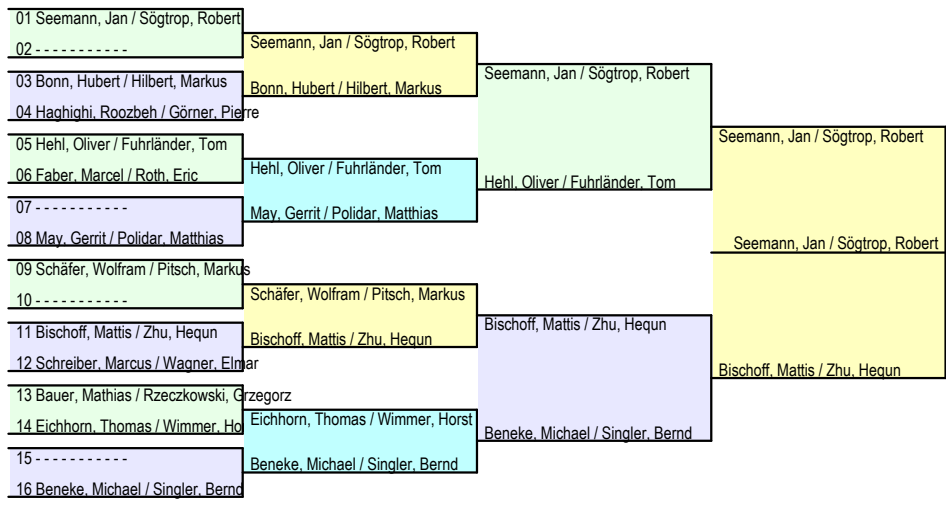 01 Seemann, Jan / Sögtrop, Robert
02 - - - - - - - - - - -
03 Bonn, Hubert / Hilbert, Markus
04 Haghighi, Roozbeh / Görner, Pierre
05 Hehl, Oliver / Fuhrländer, Tom
06 Faber, Marcel / Roth, Eric
07 - - - - - - - - - - -
08 May, Gerrit / Polidar, Matthias
09 Schäfer, Wolfram / Pitsch, Markus
10 - - - - - - - - - - -
11 Bischoff, Mattis / Zhu, Hequn
12 Schreiber, Marcus / Wagner, Elmar
13 Bauer, Mathias / Rzeczkowski, Grzegorz
14 Eichhorn, Thomas / Wimmer, Ho
15 - - - - - - - - - - -
16 Beneke, Michael / Singler, Bernd
Seemann, Jan / Sögtrop, Robert
Bonn, Hubert / Hilbert, Markus
Hehl, Oliver / Fuhrländer, Tom
May, Gerrit / Polidar, Matthias
Schäfer, Wolfram / Pitsch, Markus
Bischoff, Mattis / Zhu, Hequn
Eichhorn, Thomas / Wimmer, Horst
Beneke, Michael / Singler, Bernd
Seemann, Jan / Sögtrop, Robert
Hehl, Oliver / Fuhrländer, Tom
Bischoff, Mattis / Zhu, Hequn
Beneke, Michael / Singler, Bernd
Seemann, Jan / Sögtrop, Robert
Bischoff, Mattis / Zhu, Hequn
Seemann, Jan / Sögtrop, Robert